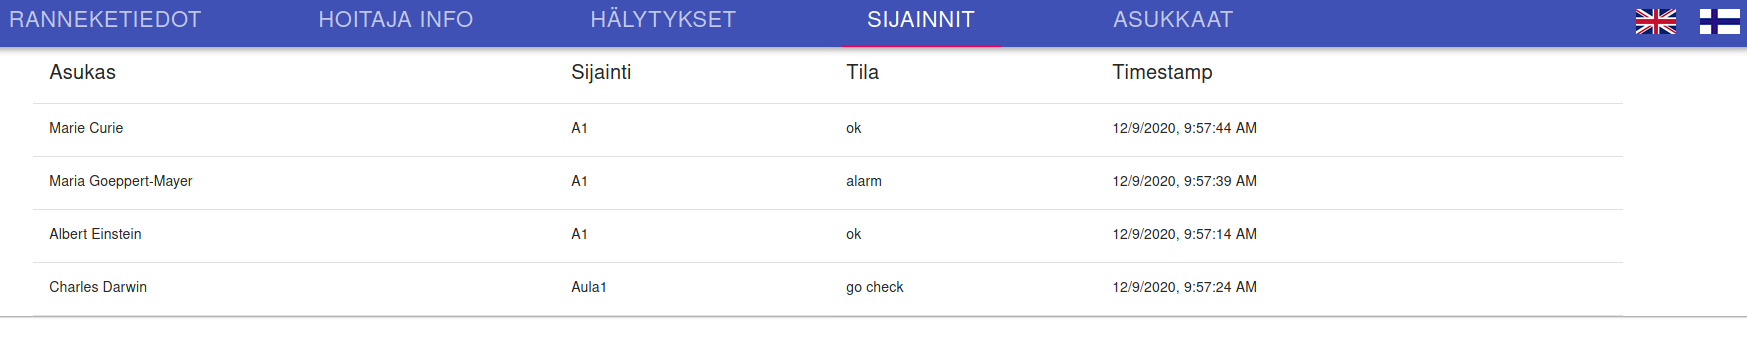 RANNEKETIEDOT HOITAJA INFO HÄLYTYKSET SIJAINNIT ASUKKAAT
Asukas Sijainti Tila Timestamp
Marie Curie A1 ok 12/9/2020, 9:57:44 AM
Maria Goeppert-Mayer A1 alarm 12/9/2020, 9:57:39 AM
Albert Einstein A1 ok 12/9/2020, 9:57:14 AM
Charles Darwin Aula1 go check 12/9/2020, 9:57:24 AM